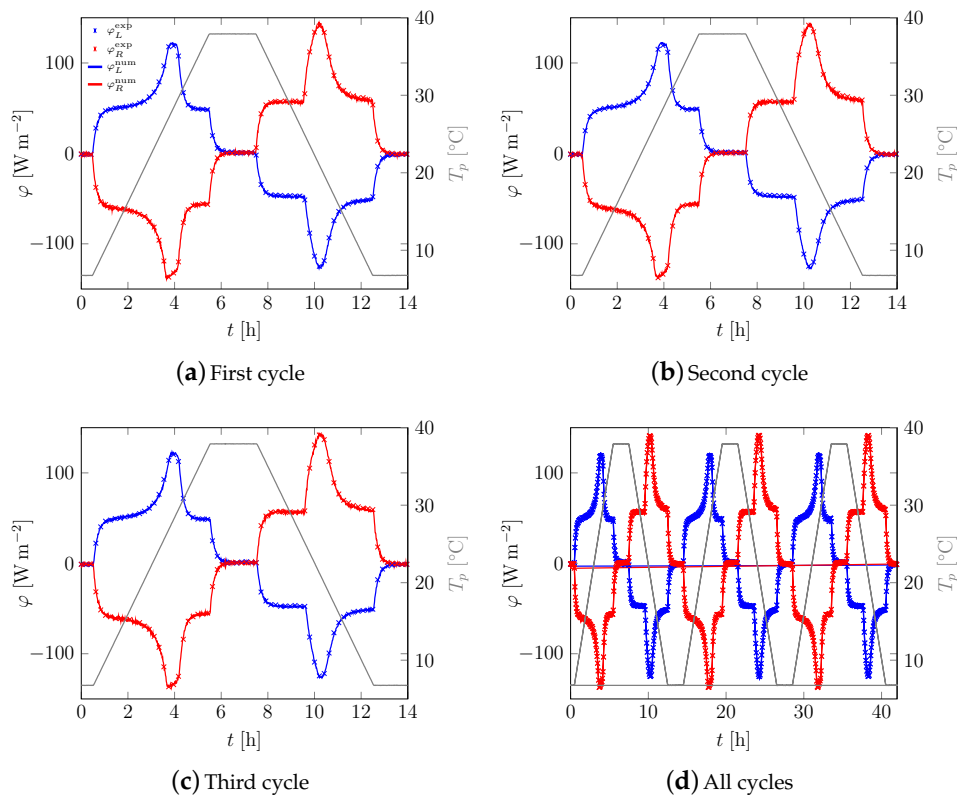 φ_L^exp
φ_R^exp
φ_L^num
φ_R^num
100
0
−100
φ [W m⁻²]
40
30
20
10
T_p [°C]
0 2 4 6 8 10 12 14
t [h]
(a) First cycle
100
0
−100
φ [W m⁻²]
40
30
20
10
T_p [°C]
0 2 4 6 8 10 12 14
t [h]
(b) Second cycle
100
0
−100
φ [W m⁻²]
40
30
20
10
T_p [°C]
0 2 4 6 8 10 12 14
t [h]
(c) Third cycle
100
0
−100
φ [W m⁻²]
40
30
20
10
T_p [°C]
0 10 20 30 40
t [h]
(d) All cycles